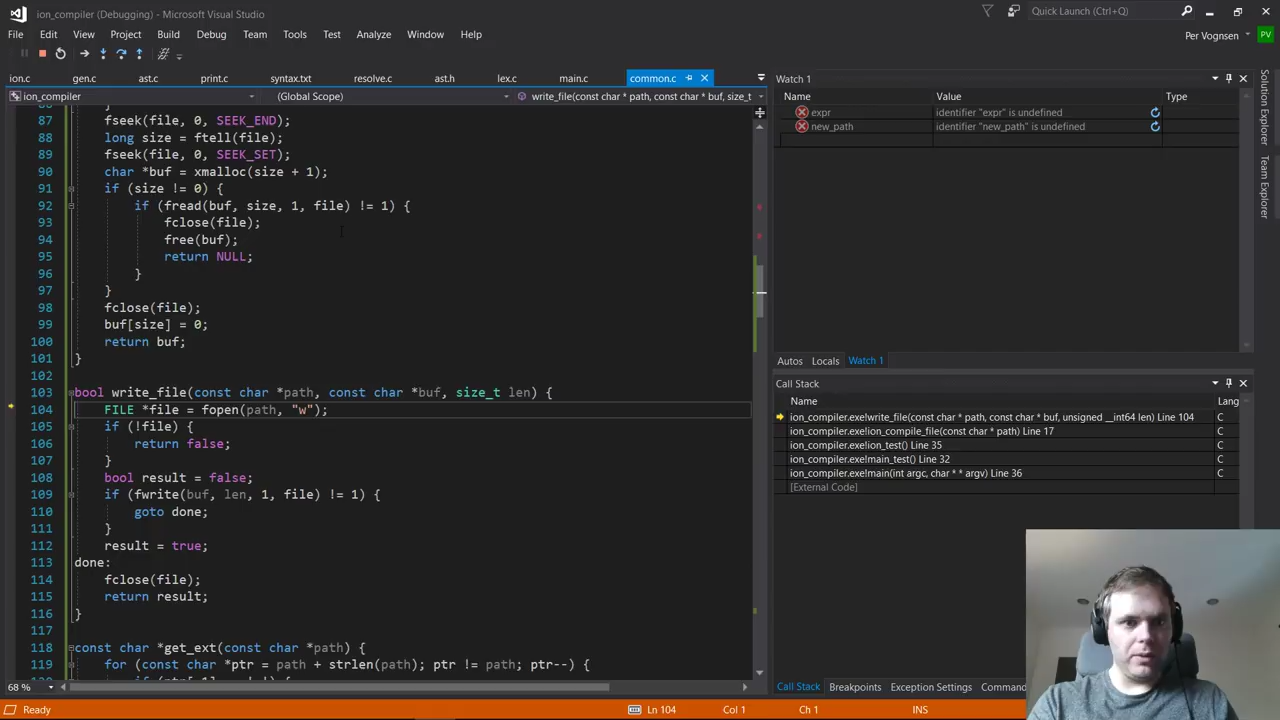 ion_compiler (Debugging) - Microsoft Visual Studio
Quick Launch (Ctrl+Q)
File Edit View Project Build Debug Team Tools Test Analyze Window Help
Per Vognsen PV
ion.c gen.c ast.c print.c syntax.txt resolve.c ast.h lex.c main.c common.c
ion_compiler (Global Scope) write_file(const char * path, const char * buf, size_t
87 fseek(file, 0, SEEK_END);
88 long size = ftell(file);
89 fseek(file, 0, SEEK_SET);
90 char *buf = xmalloc(size + 1);
91 if (size != 0) {
92 if (fread(buf, size, 1, file) != 1) {
93 fclose(file);
94 free(buf);
95 return NULL;
96 }
97 }
98 fclose(file);
99 buf[size] = 0;
100 return buf;
101 }
102
103 bool write_file(const char *path, const char *buf, size_t len) {
104 FILE *file = fopen(path, "w");
105 if (!file) {
106 return false;
107 }
108 bool result = false;
109 if (fwrite(buf, len, 1, file) != 1) {
110 goto done;
111 }
112 result = true;
113 done:
114 fclose(file);
115 return result;
116 }
117
118 const char *get_ext(const char *path) {
119 for (const char *ptr = path + strlen(path); ptr != path; ptr--) {
68 %
Watch 1
Name Value Type
expr identifier "expr" is undefined
new_path identifier "new_path" is undefined
Autos Locals Watch 1
Call Stack
Name Lang
ion_compiler.exe!write_file(const char * path, const char * buf, unsigned __int64 len) Line 104 C
ion_compiler.exe!ion_compile_file(const char * path) Line 17 C
ion_compiler.exe!ion_test() Line 35 C
ion_compiler.exe!main_test() Line 32 C
ion_compiler.exe!main(int argc, char * * argv) Line 36 C
[External Code]
Call Stack Breakpoints Exception Settings Comman
Solution Explorer
Team Explorer
Ready Ln 104 Col 1 Ch 1 INS